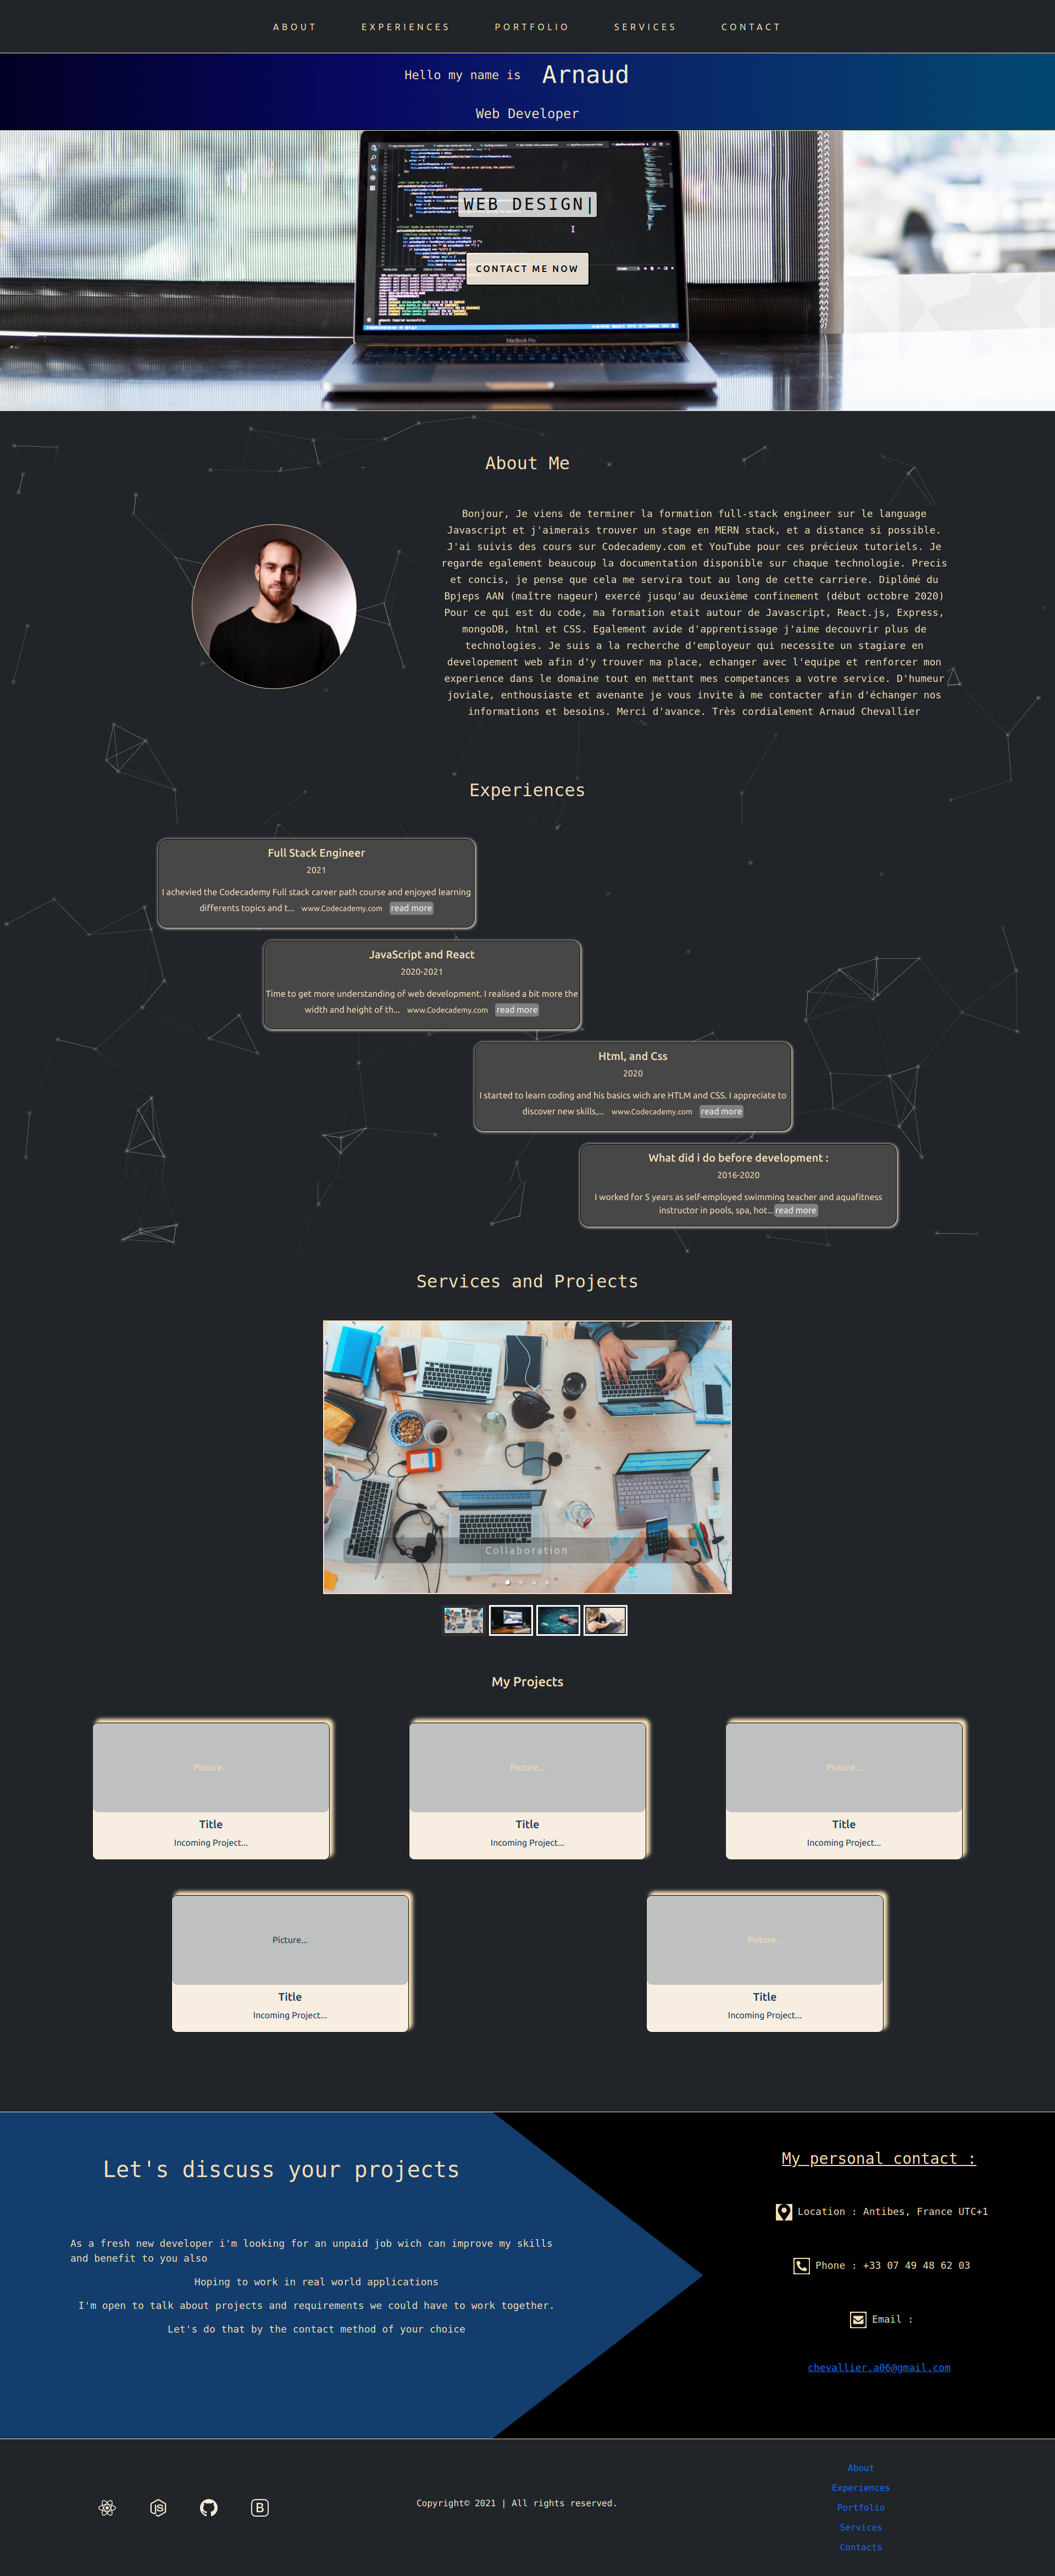 ABOUT EXPERIENCES PORTFOLIO SERVICES CONTACT
Hello my name is Arnaud
Web Developer
WEB DESIGN|
CONTACT ME NOW
MacBook Pro
About Me
Bonjour, Je viens de terminer la formation full-stack engineer sur le language
Javascript et j'aimerais trouver un stage en MERN stack, et a distance si possible.
J'ai suivis des cours sur Codecademy.com et YouTube pour ces précieux tutoriels. Je
regarde egalement beaucoup la documentation disponible sur chaque technologie. Precis
et concis, je pense que cela me servira tout au long de cette carriere. Diplômé du
Bpjeps AAN (maître nageur) exercé jusqu'au deuxième confinement (début octobre 2020)
Pour ce qui est du code, ma formation etait autour de Javascript, React.js, Express,
mongoDB, html et CSS. Egalement avide d'apprentissage j'aime decouvrir plus de
technologies. Je suis a la recherche d'employeur qui necessite un stagiare en
developement web afin d'y trouver ma place, echanger avec l'equipe et renforcer mon
experience dans le domaine tout en mettant mes competances a votre service. D'humeur
joviale, enthousiaste et avenante je vous invite à me contacter afin d'échanger nos
informations et besoins. Merci d'avance. Très cordialement Arnaud Chevallier
Experiences
Full Stack Engineer
2021
I achevied the Codecademy Full stack career path course and enjoyed learning
differents topics and t... www.Codecademy.com read more
JavaScript and React
2020-2021
Time to get more understanding of web development. I realised a bit more the
width and height of th... www.Codecademy.com read more
Html, and Css
2020
I started to learn coding and his basics wich are HTLM and CSS. I appreciate to
discover new skills,... www.Codecademy.com read more
What did i do before development :
2016-2020
I worked for 5 years as self-employed swimming teacher and aquafitness
instructor in pools, spa, hot... read more
Services and Projects
Collaboration
My Projects
Picture... Picture... Picture...
Title Title Title
Incoming Project... Incoming Project... Incoming Project...
Picture... Picture...
Title Title
Incoming Project... Incoming Project...
Let's discuss your projects
As a fresh new developer i'm looking for an unpaid job wich can improve my skills
and benefit to you also
Hoping to work in real world applications
I'm open to talk about projects and requirements we could have to work together.
Let's do that by the contact method of your choice
My personal contact :
Location : Antibes, France UTC+1
Phone : +33 07 49 48 62 03
Email :
chevallier.a06@gmail.com
Copyright© 2021 | All rights reserved.
About
Experiences
Portfolio
Services
Contacts